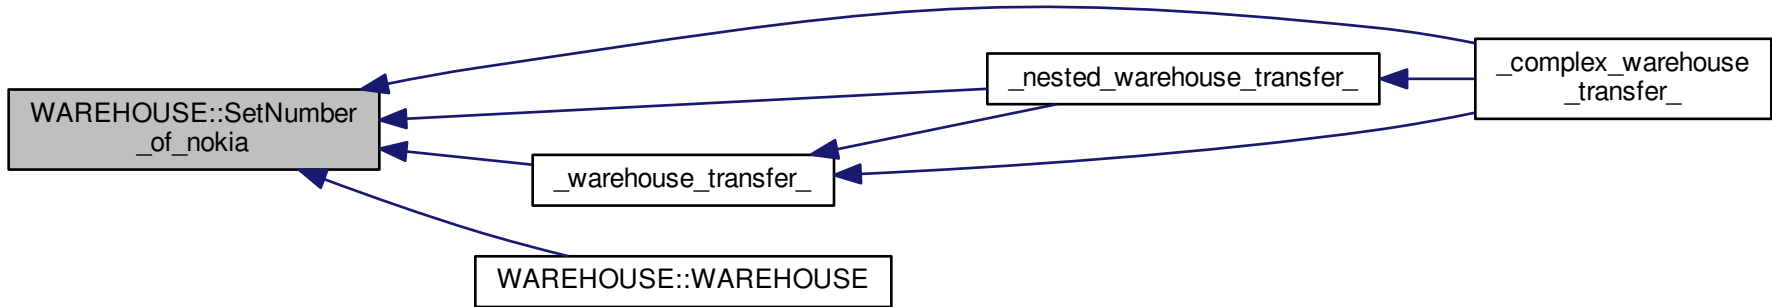 WAREHOUSE::SetNumber
_of_nokia
_nested_warehouse_transfer_
_complex_warehouse
_transfer_
_warehouse_transfer_
WAREHOUSE::WAREHOUSE